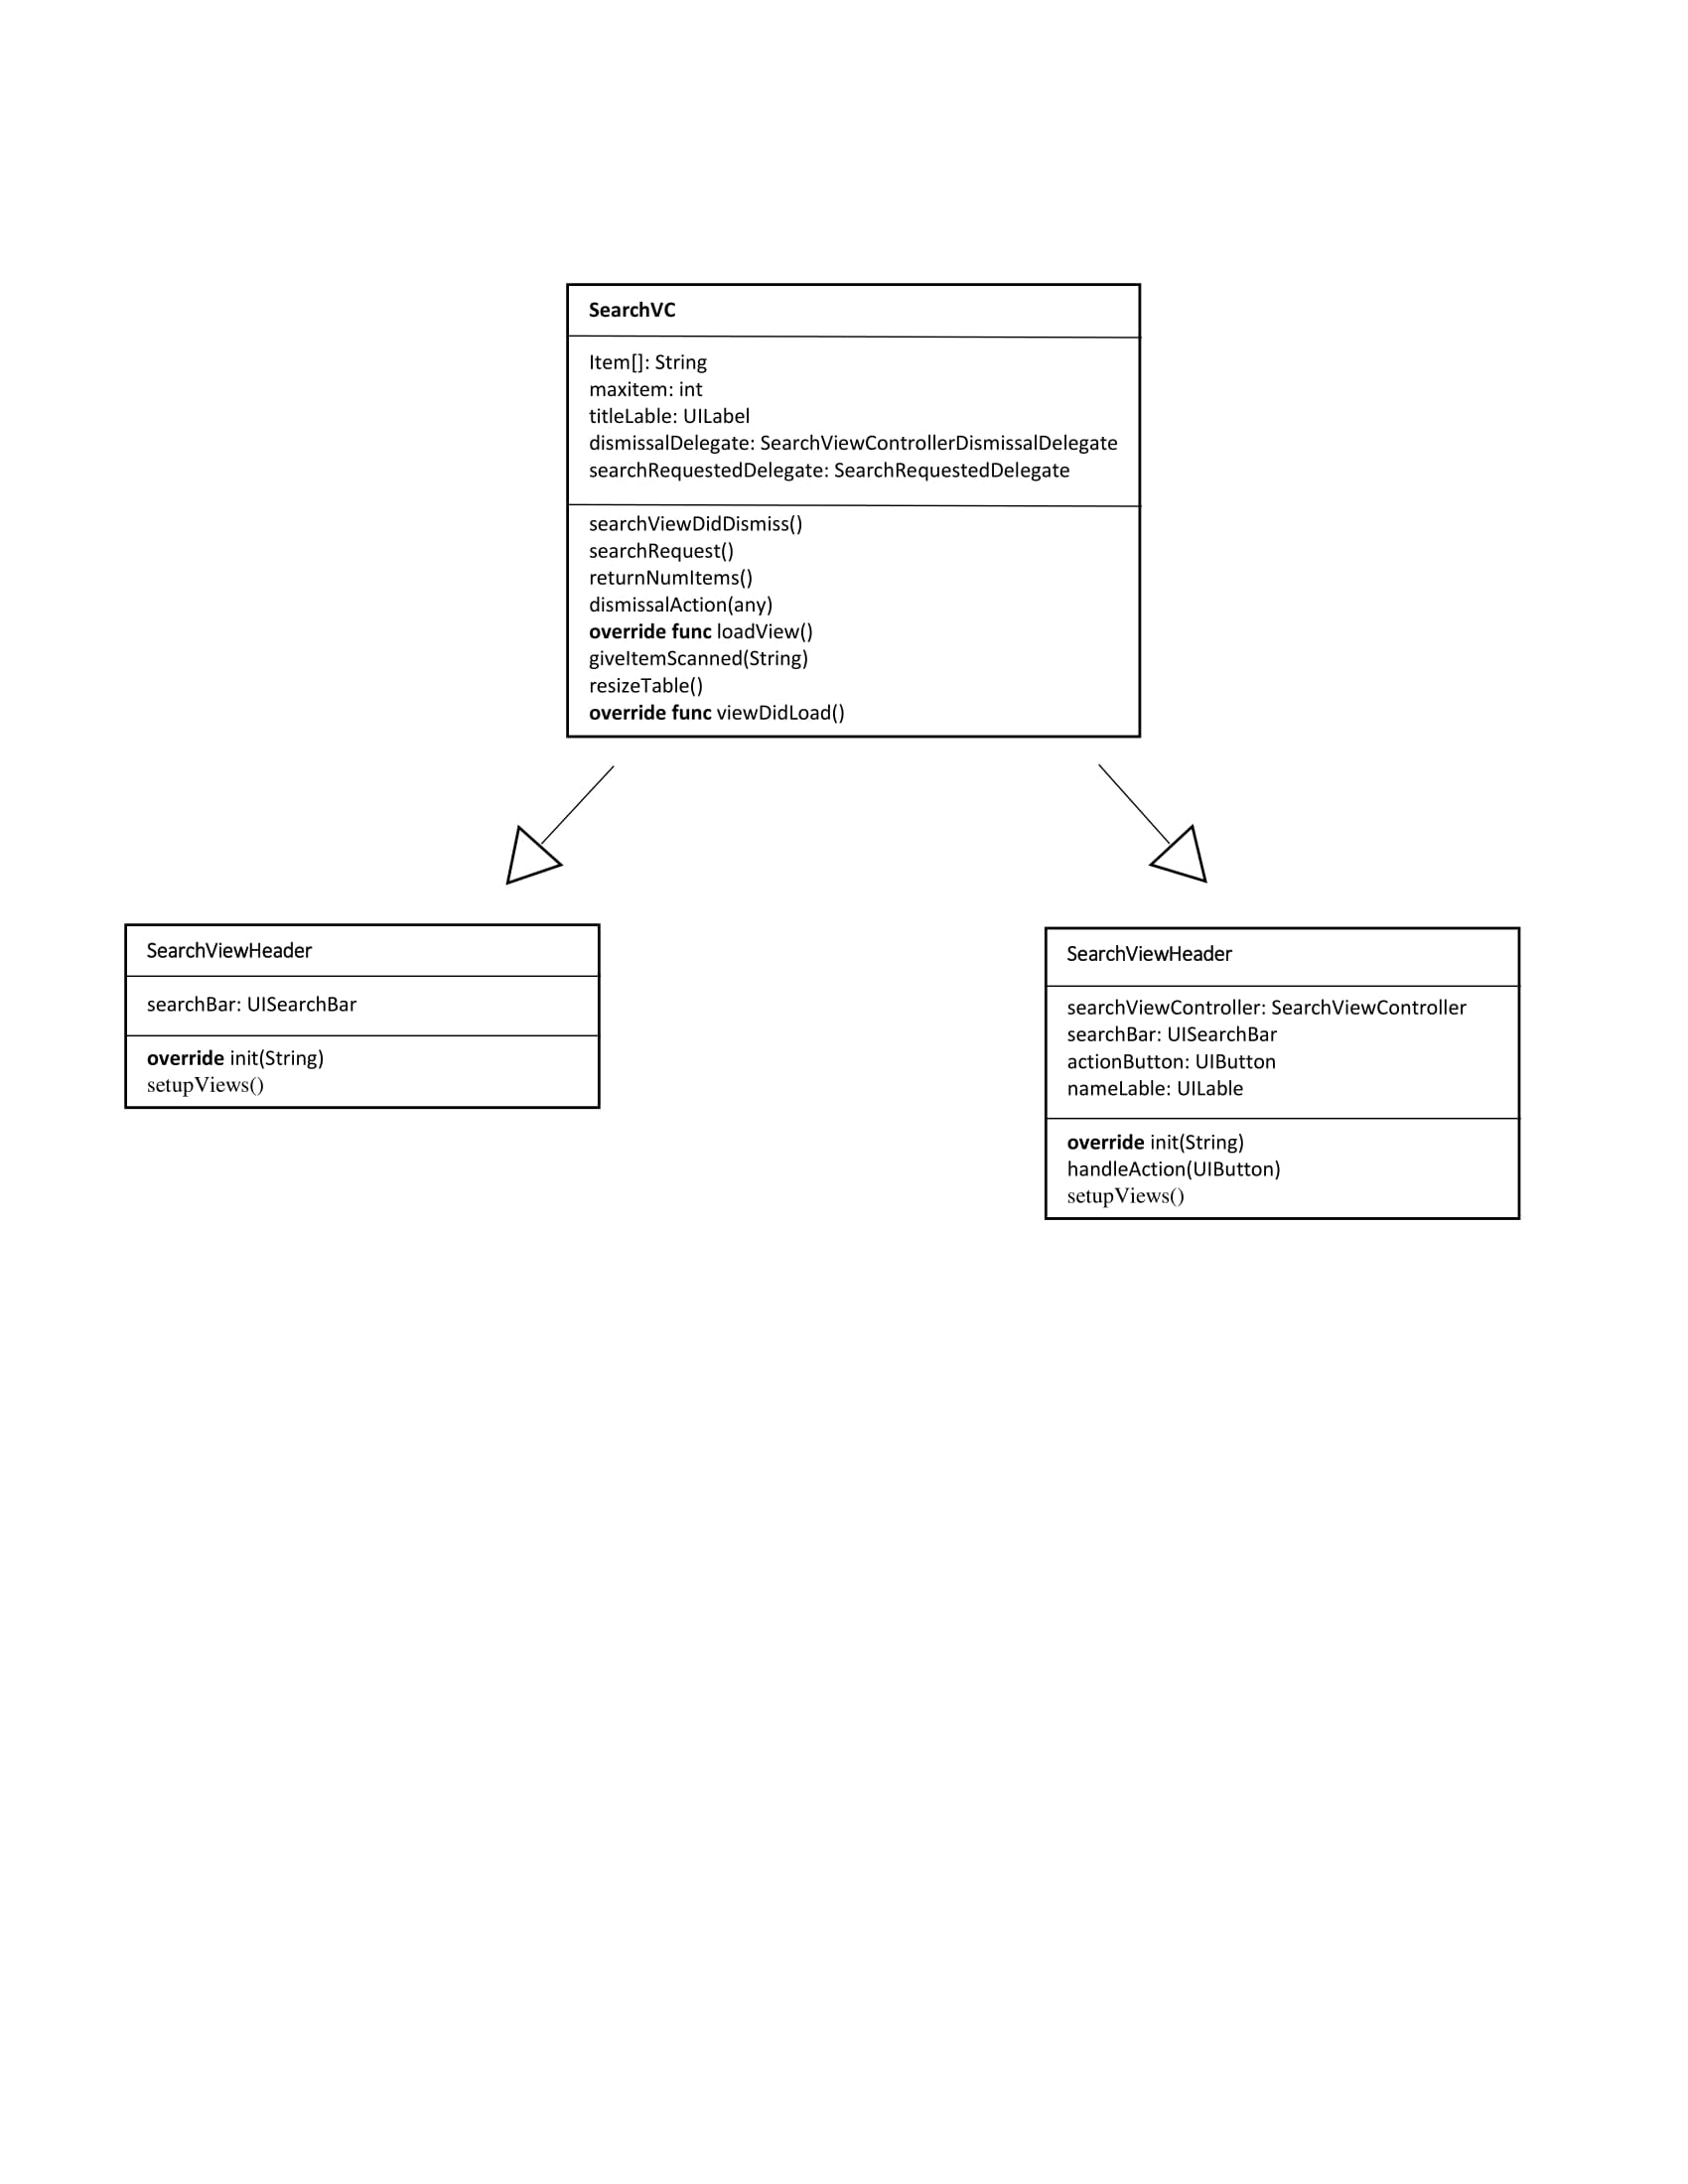 SearchVC
Item[]: String
maxitem: int
titleLable: UILabel
dismissalDelegate: SearchViewControllerDismissalDelegate
searchRequestedDelegate: SearchRequestedDelegate
searchViewDidDismiss()
searchRequest()
returnNumItems()
dismissalAction(any)
override func loadView()
giveItemScanned(String)
resizeTable()
override func viewDidLoad()
SearchViewHeader
searchBar: UISearchBar
override init(String)
setupViews()
SearchViewHeader
searchViewController: SearchViewController
searchBar: UISearchBar
actionButton: UIButton
nameLable: UILable
override init(String)
handleAction(UIButton)
setupViews()